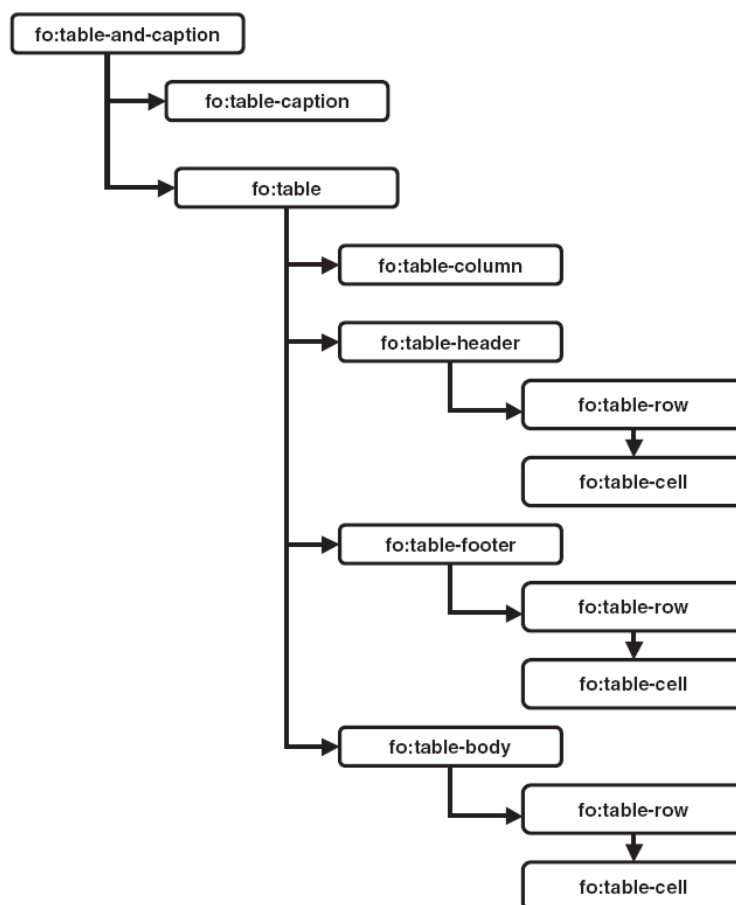 fo:table-and-caption
fo:table-caption
fo:table
fo:table-column
fo:table-header
fo:table-row
fo:table-cell
fo:table-footer
fo:table-row
fo:table-cell
fo:table-body
fo:table-row
fo:table-cell